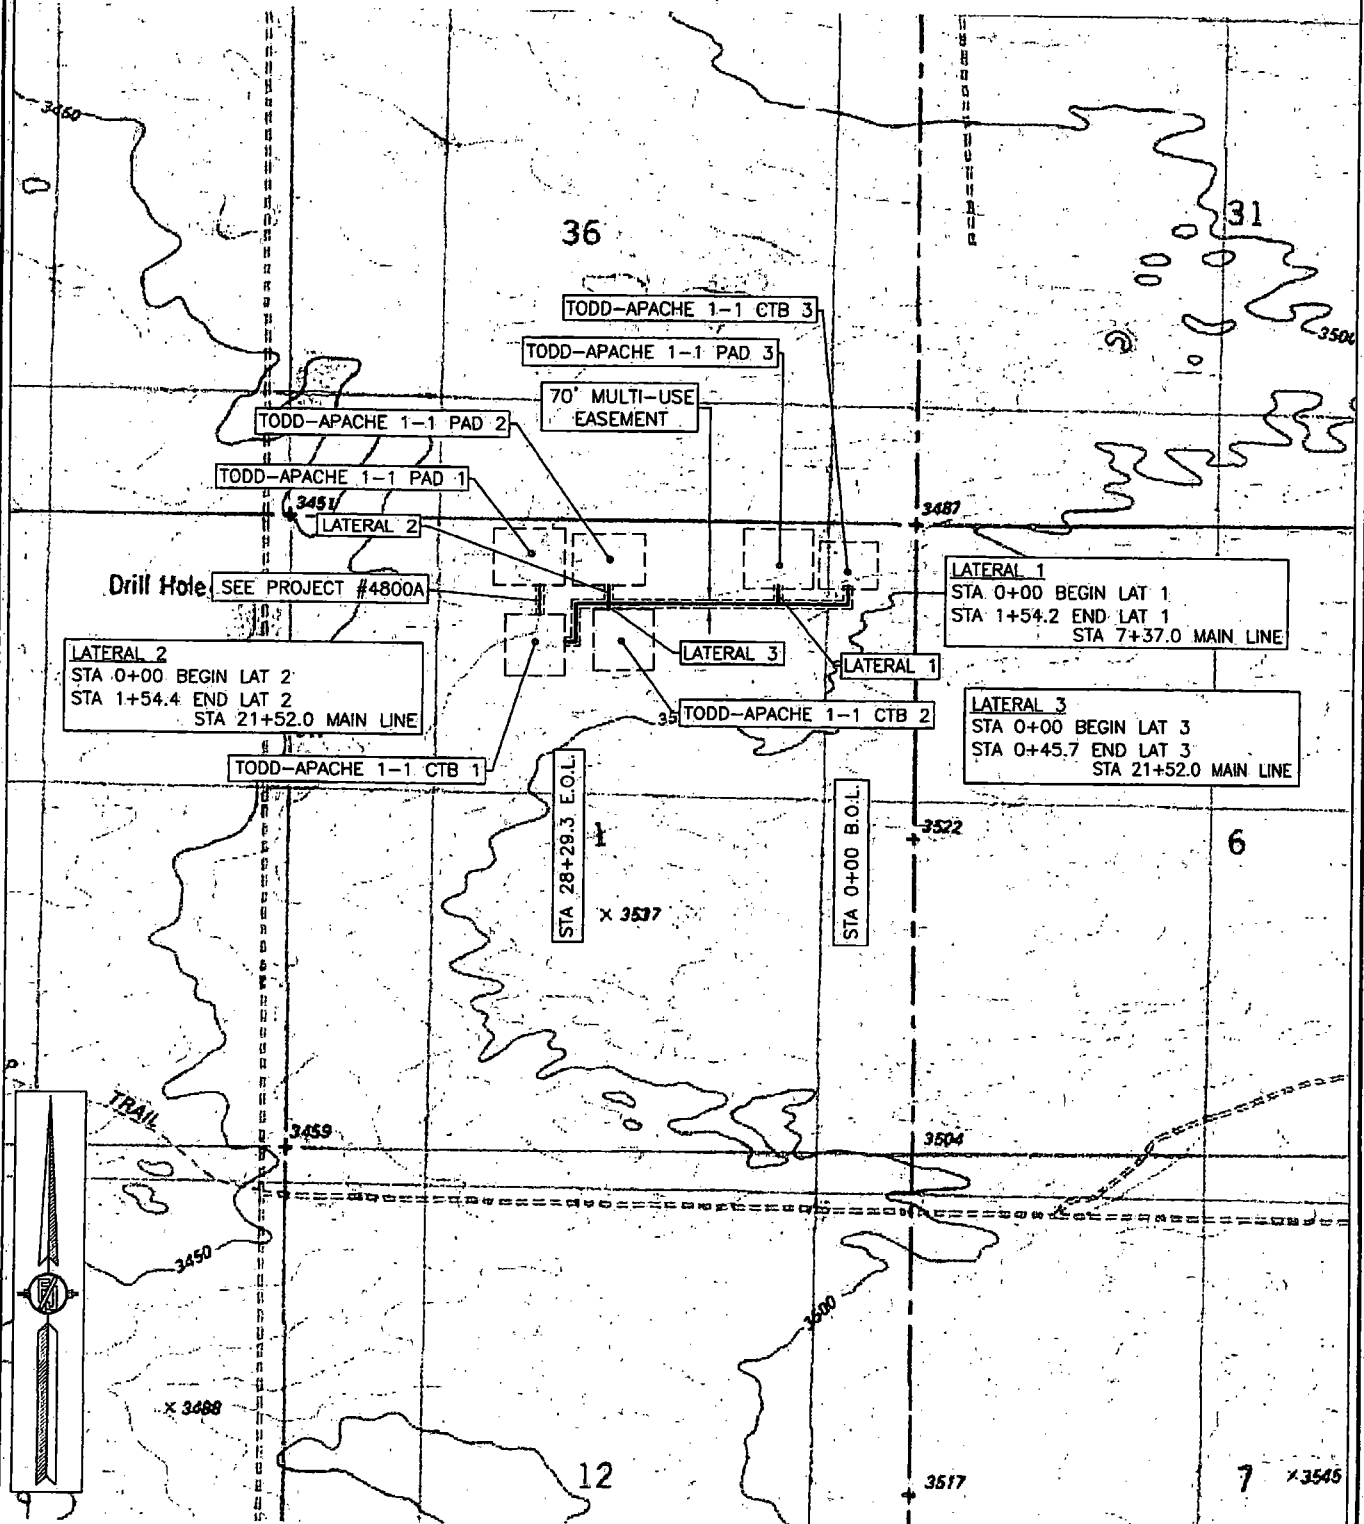 3450
36
31
TODD-APACHE 1-1 CTB 3
3500
TODD-APACHE 1-1 PAD 3
70' MULTI-USE
EASEMENT
TODD-APACHE 1-1 PAD 2
TODD-APACHE 1-1 PAD 1
3451
3487
LATERAL 2
Drill Hole
SEE PROJECT #4800A
LATERAL 1
STA 0+00 BEGIN LAT 1
STA 1+54.2 END LAT 1
STA 7+37.0 MAIN LINE
LATERAL 2
STA 0+00 BEGIN LAT 2
STA 1+54.4 END LAT 2
STA 21+52.0 MAIN LINE
LATERAL 3
LATERAL 1
35
TODD-APACHE 1-1 CTB 2
LATERAL 3
STA 0+00 BEGIN LAT 3
STA 0+45.7 END LAT 3
STA 21+52.0 MAIN LINE
TODD-APACHE 1-1 CTB 1
STA 28+29.3 E.O.L.
1
STA 0+00 B.O.L.
3522
6
× 3537
TRAIL
3459
3504
3450
3500
× 3488
12
3517
7
× 3545